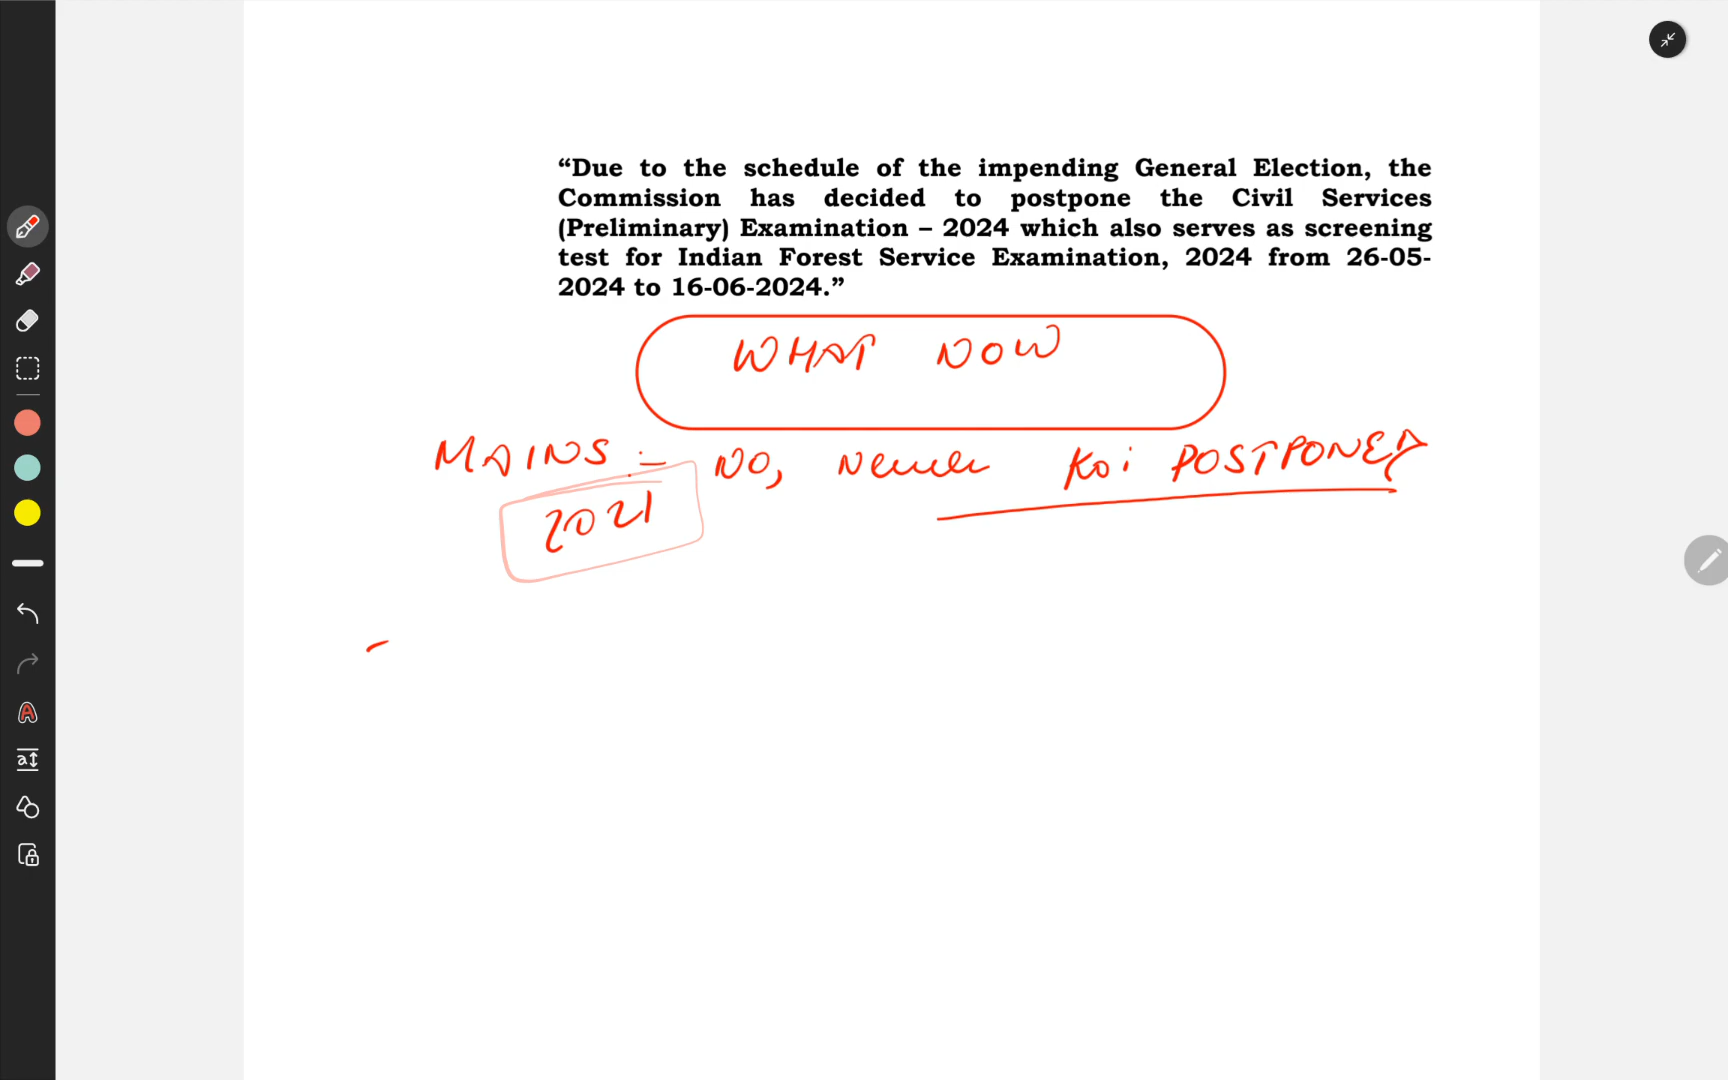 “Due to the schedule of the impending General Election, the
Commission has decided to postpone the Civil Services
(Preliminary) Examination – 2024 which also serves as screening
test for Indian Forest Service Examination, 2024 from 26-05-
2024 to 16-06-2024.”
WHAT NOW
MAINS :- NO, Never Koi POSTPONED
2021